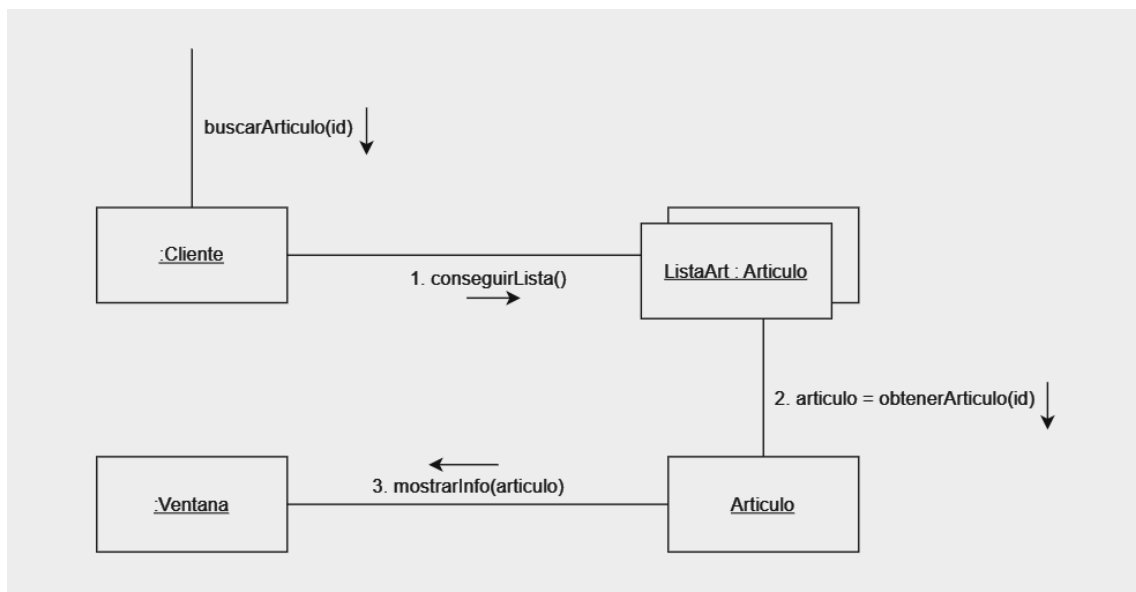 buscarArticulo(id)
:Cliente
1. conseguirLista()
ListaArt : Articulo
2. articulo = obtenerArticulo(id)
3. mostrarInfo(articulo)
:Ventana
Articulo